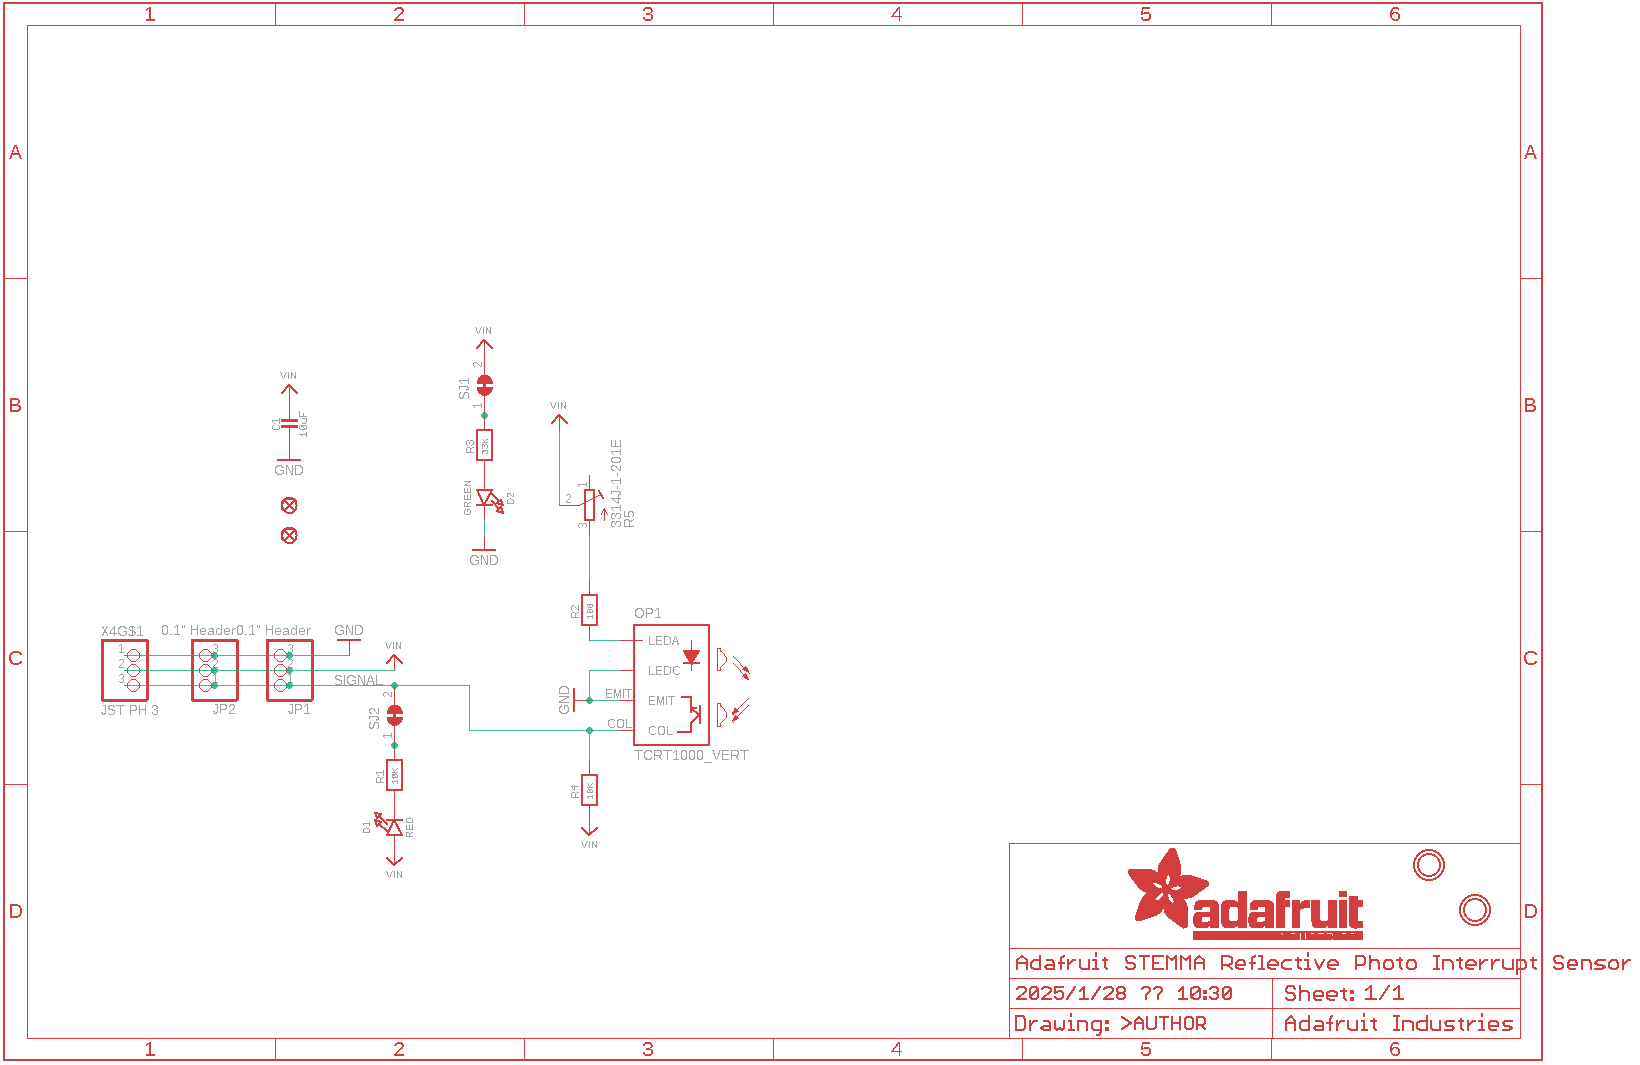 1 2 3 4 5 6
A A
VIN
2
SJ1
1
VIN
C1
10uF
GND
B B
R3
33K
GREEN
D2
GND
VIN
1
2
3
3314J-1-201E
R5
R2
100
OP1
X4G$1
0.1" Header
0.1" Header
GND
VIN
1
2
3
3
2
1
3
2
1
C C
SIGNAL
JST PH 3
JP2
JP1
LEDA
LEDC
GND
EMIT
EMIT
COL
COL
TCRT1000_VERT
2
SJ2
1
R1
10K
D1
RED
VIN
R4
10K
VIN
D D
adafruit
Adafruit STEMMA Reflective Photo Interrupt Sensor
2025/1/28 ?? 10:30
Sheet: 1/1
Drawing: >AUTHOR
Adafruit Industries
1 2 3 4 5 6